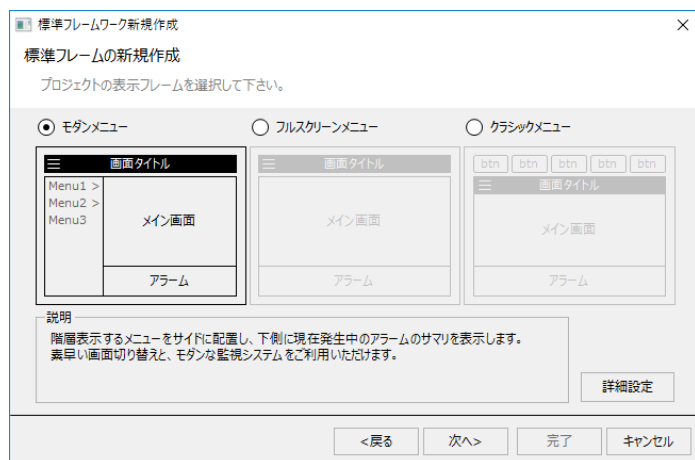 標準フレームワーク新規作成
標準フレームの新規作成
プロジェクトの表示フレームを選択して下さい。
モダンメニュー
フルスクリーンメニュー
クラシックメニュー
画面タイトル
Menu1 >
Menu2 >
Menu3
メイン画面
アラーム
画面タイトル
メイン画面
アラーム
btn btn btn btn btn
画面タイトル
メイン画面
アラーム
説明
階層表示するメニューをサイドに配置し、下側に現在発生中のアラームのサマリを表示します。
素早い画面切り替えと、モダンな監視システムをご利用いただけます。
詳細設定
<戻る 次へ> 完了 キャンセル